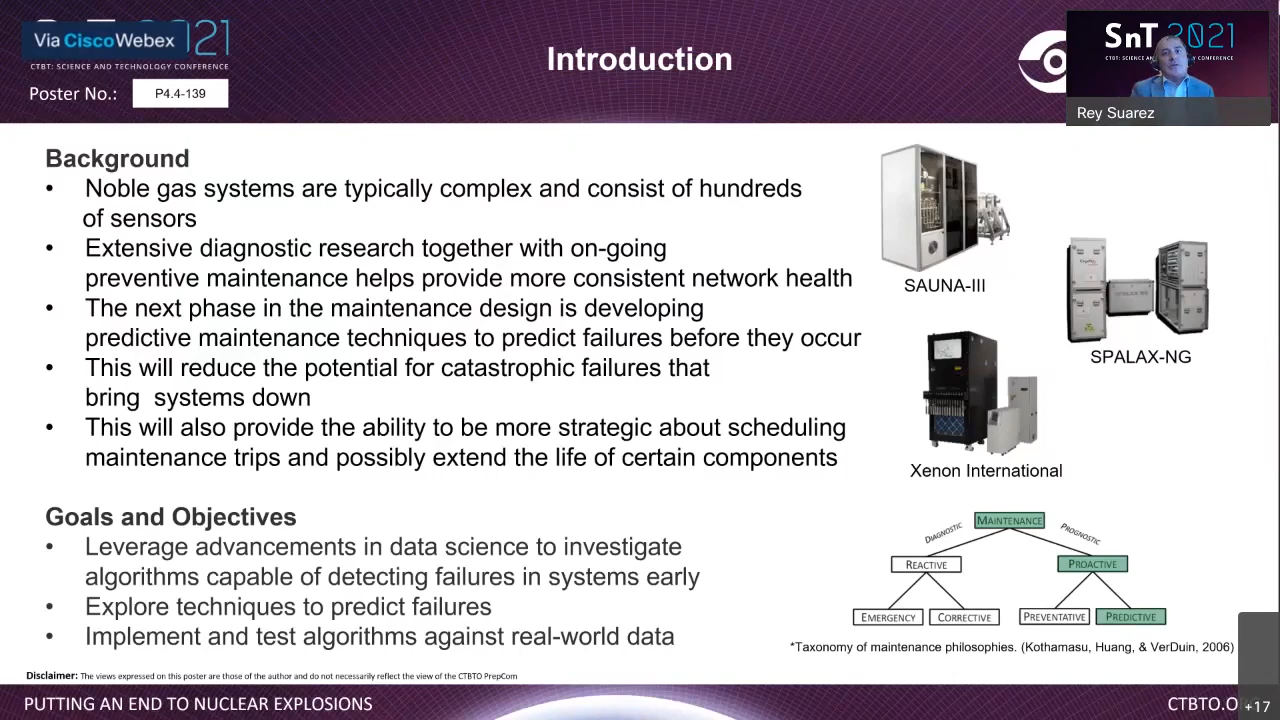 Via Cisco Webex
21
CTBT: SCIENCE AND TECHNOLOGY CONFERENCE
Poster No.:
P4.4-139
Introduction
SnT 2021
Rey Suarez
Background
• Noble gas systems are typically complex and consist of hundreds
of sensors
• Extensive diagnostic research together with on-going
preventive maintenance helps provide more consistent network health
• The next phase in the maintenance design is developing
predictive maintenance techniques to predict failures before they occur
• This will reduce the potential for catastrophic failures that
bring systems down
• This will also provide the ability to be more strategic about scheduling
maintenance trips and possibly extend the life of certain components
Goals and Objectives
• Leverage advancements in data science to investigate
algorithms capable of detecting failures in systems early
• Explore techniques to predict failures
• Implement and test algorithms against real-world data
SAUNA-III
SPALAX-NG
Xenon International
MAINTENANCE
DIAGNOSTIC
PROGNOSTIC
REACTIVE
PROACTIVE
EMERGENCY
CORRECTIVE
PREVENTATIVE
PREDICTIVE
*Taxonomy of maintenance philosophies. (Kothamasu, Huang, & VerDuin, 2006)
Disclaimer: The views expressed on this poster are those of the author and do not necessarily reflect the view of the CTBTO PrepCom
PUTTING AN END TO NUCLEAR EXPLOSIONS
CTBTO.O
+17